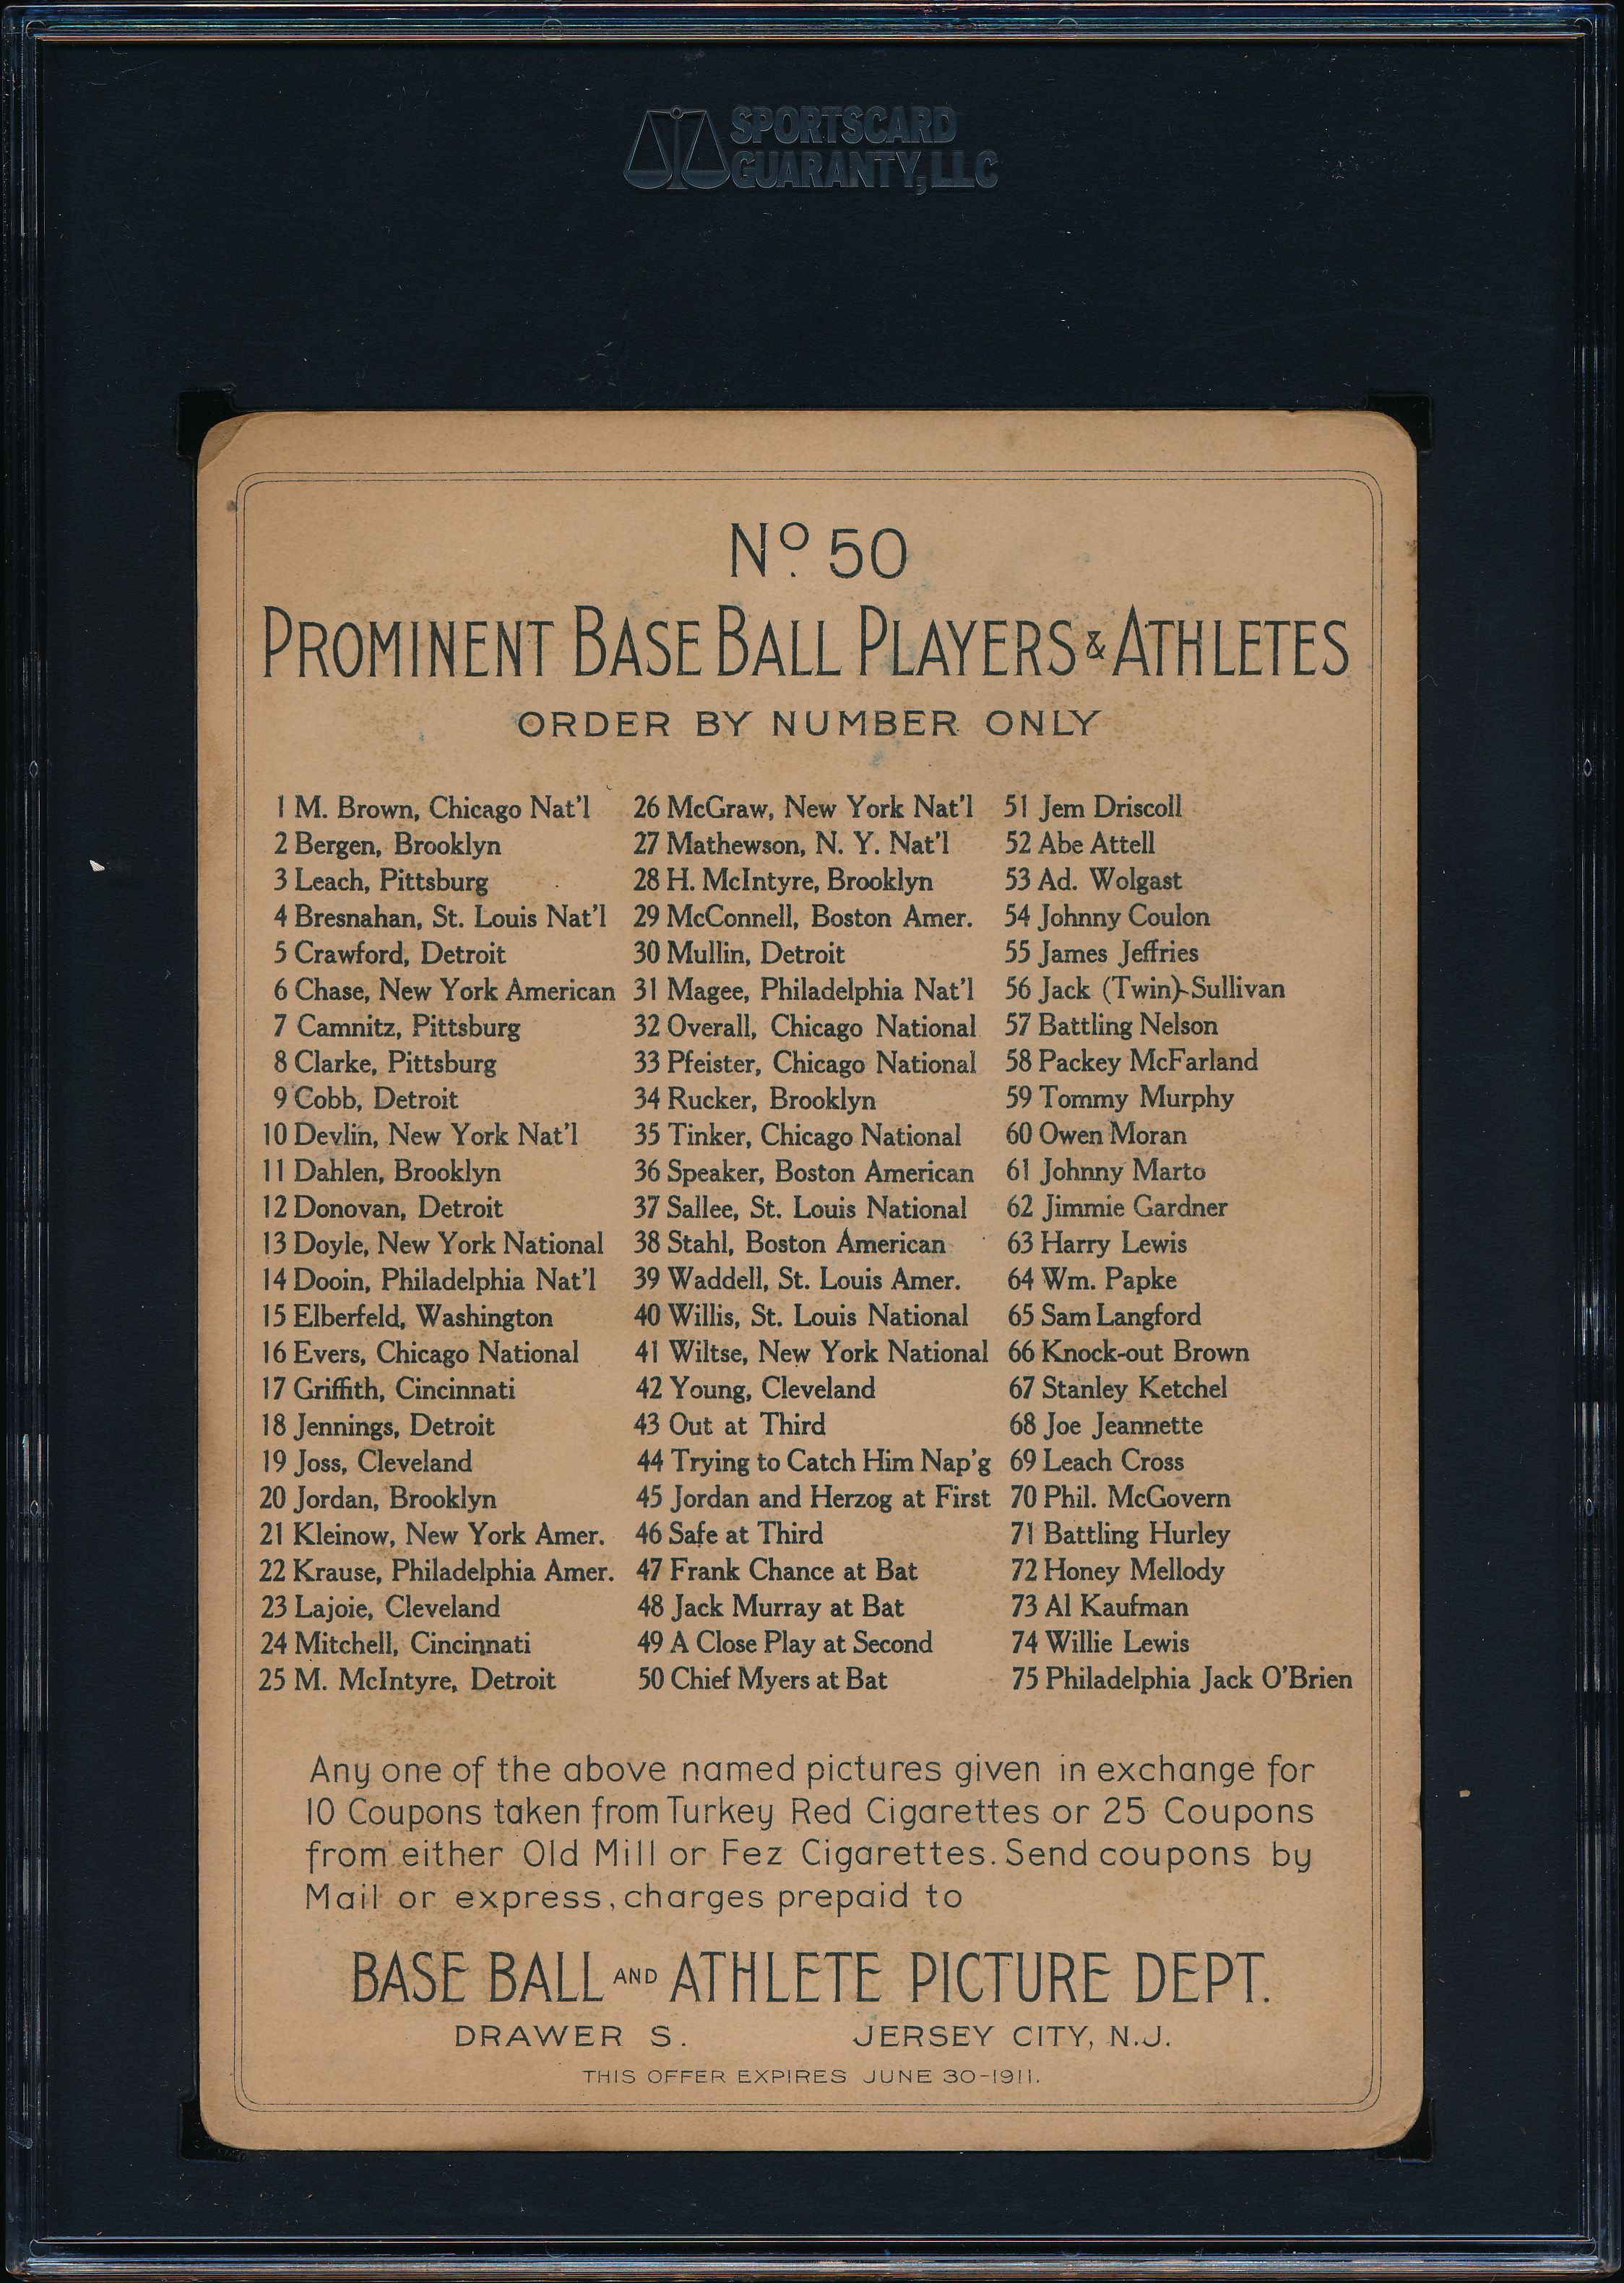 SPORTSCARD
GUARANTY, LLC
Nº 50
PROMINENT BASE BALL PLAYERS & ATHLETES
ORDER BY NUMBER ONLY
1 M. Brown, Chicago Nat'l
2 Bergen, Brooklyn
3 Leach, Pittsburg
4 Bresnahan, St. Louis Nat'l
5 Crawford, Detroit
6 Chase, New York American
7 Camnitz, Pittsburg
8 Clarke, Pittsburg
9 Cobb, Detroit
10 Devlin, New York Nat'l
11 Dahlen, Brooklyn
12 Donovan, Detroit
13 Doyle, New York National
14 Dooin, Philadelphia Nat'l
15 Elberfeld, Washington
16 Evers, Chicago National
17 Griffith, Cincinnati
18 Jennings, Detroit
19 Joss, Cleveland
20 Jordan, Brooklyn
21 Kleinow, New York Amer.
22 Krause, Philadelphia Amer.
23 Lajoie, Cleveland
24 Mitchell, Cincinnati
25 M. McIntyre, Detroit
26 McGraw, New York Nat'l
27 Mathewson, N. Y. Nat'l
28 H. McIntyre, Brooklyn
29 McConnell, Boston Amer.
30 Mullin, Detroit
31 Magee, Philadelphia Nat'l
32 Overall, Chicago National
33 Pfeister, Chicago National
34 Rucker, Brooklyn
35 Tinker, Chicago National
36 Speaker, Boston American
37 Sallee, St. Louis National
38 Stahl, Boston American
39 Waddell, St. Louis Amer.
40 Willis, St. Louis National
41 Wiltse, New York National
42 Young, Cleveland
43 Out at Third
44 Trying to Catch Him Nap'g
45 Jordan and Herzog at First
46 Safe at Third
47 Frank Chance at Bat
48 Jack Murray at Bat
49 A Close Play at Second
50 Chief Myers at Bat
51 Jem Driscoll
52 Abe Attell
53 Ad. Wolgast
54 Johnny Coulon
55 James Jeffries
56 Jack (Twin)-Sullivan
57 Battling Nelson
58 Packey McFarland
59 Tommy Murphy
60 Owen Moran
61 Johnny Marto
62 Jimmie Gardner
63 Harry Lewis
64 Wm. Papke
65 Sam Langford
66 Knock-out Brown
67 Stanley Ketchel
68 Joe Jeannette
69 Leach Cross
70 Phil. McGovern
71 Battling Hurley
72 Honey Mellody
73 Al Kaufman
74 Willie Lewis
75 Philadelphia Jack O'Brien
Any one of the above named pictures given in exchange for
10 Coupons taken from Turkey Red Cigarettes or 25 Coupons
from either Old Mill or Fez Cigarettes. Send coupons by
Mail or express, charges prepaid to
BASE BALL AND ATHLETE PICTURE DEPT.
DRAWER S. JERSEY CITY, N.J.
THIS OFFER EXPIRES JUNE 30-1911.